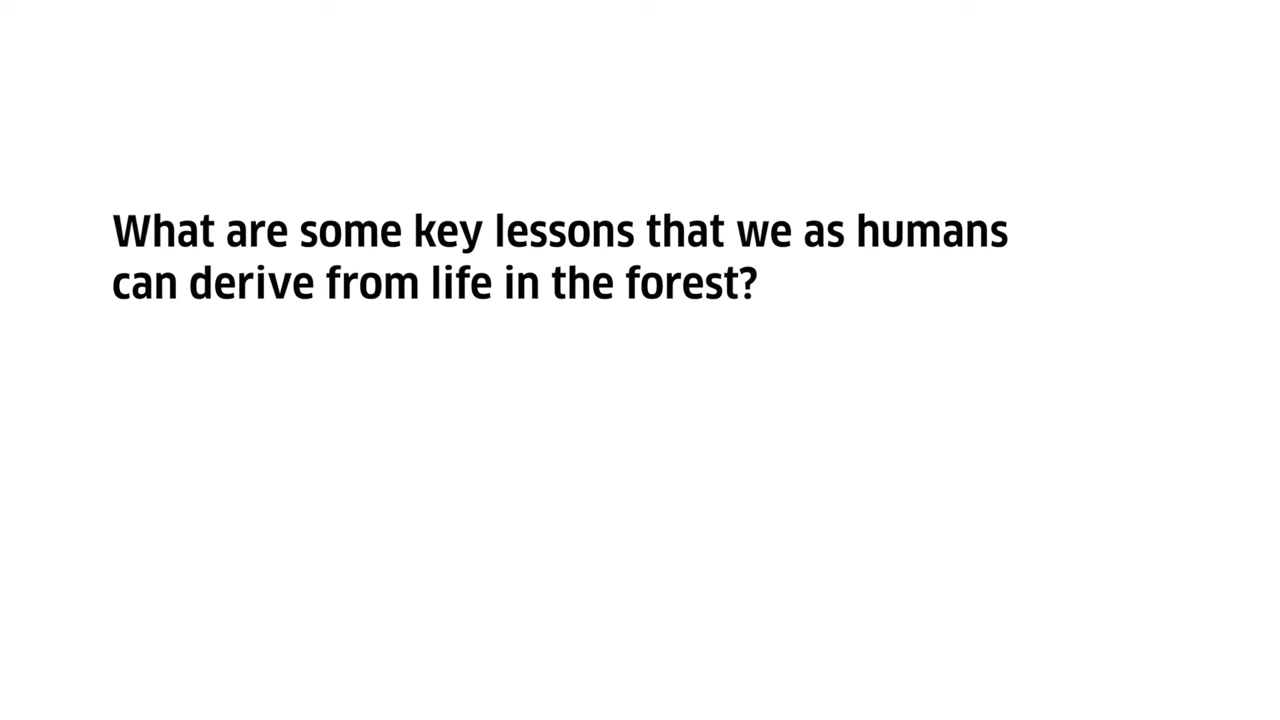 What are some key lessons that we as humans
can derive from life in the forest?